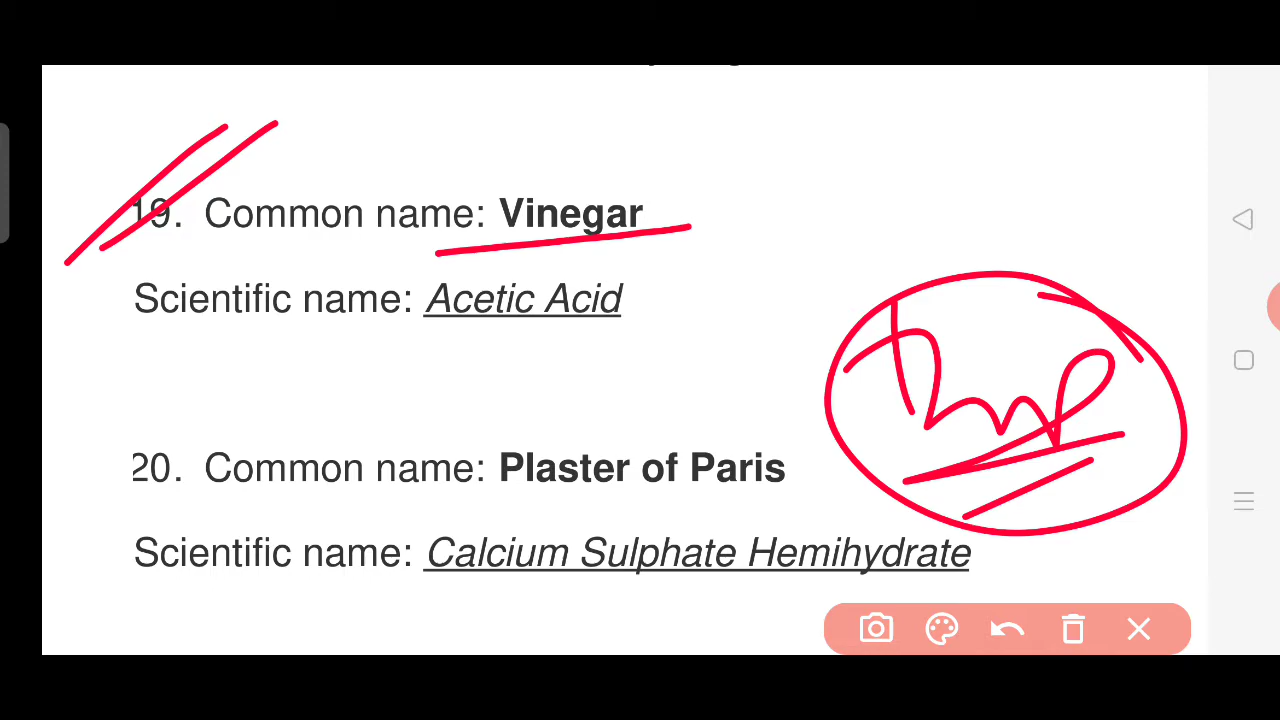 19. Common name: Vinegar
Scientific name: Acetic Acid
Imp
20. Common name: Plaster of Paris
Scientific name: Calcium Sulphate Hemihydrate